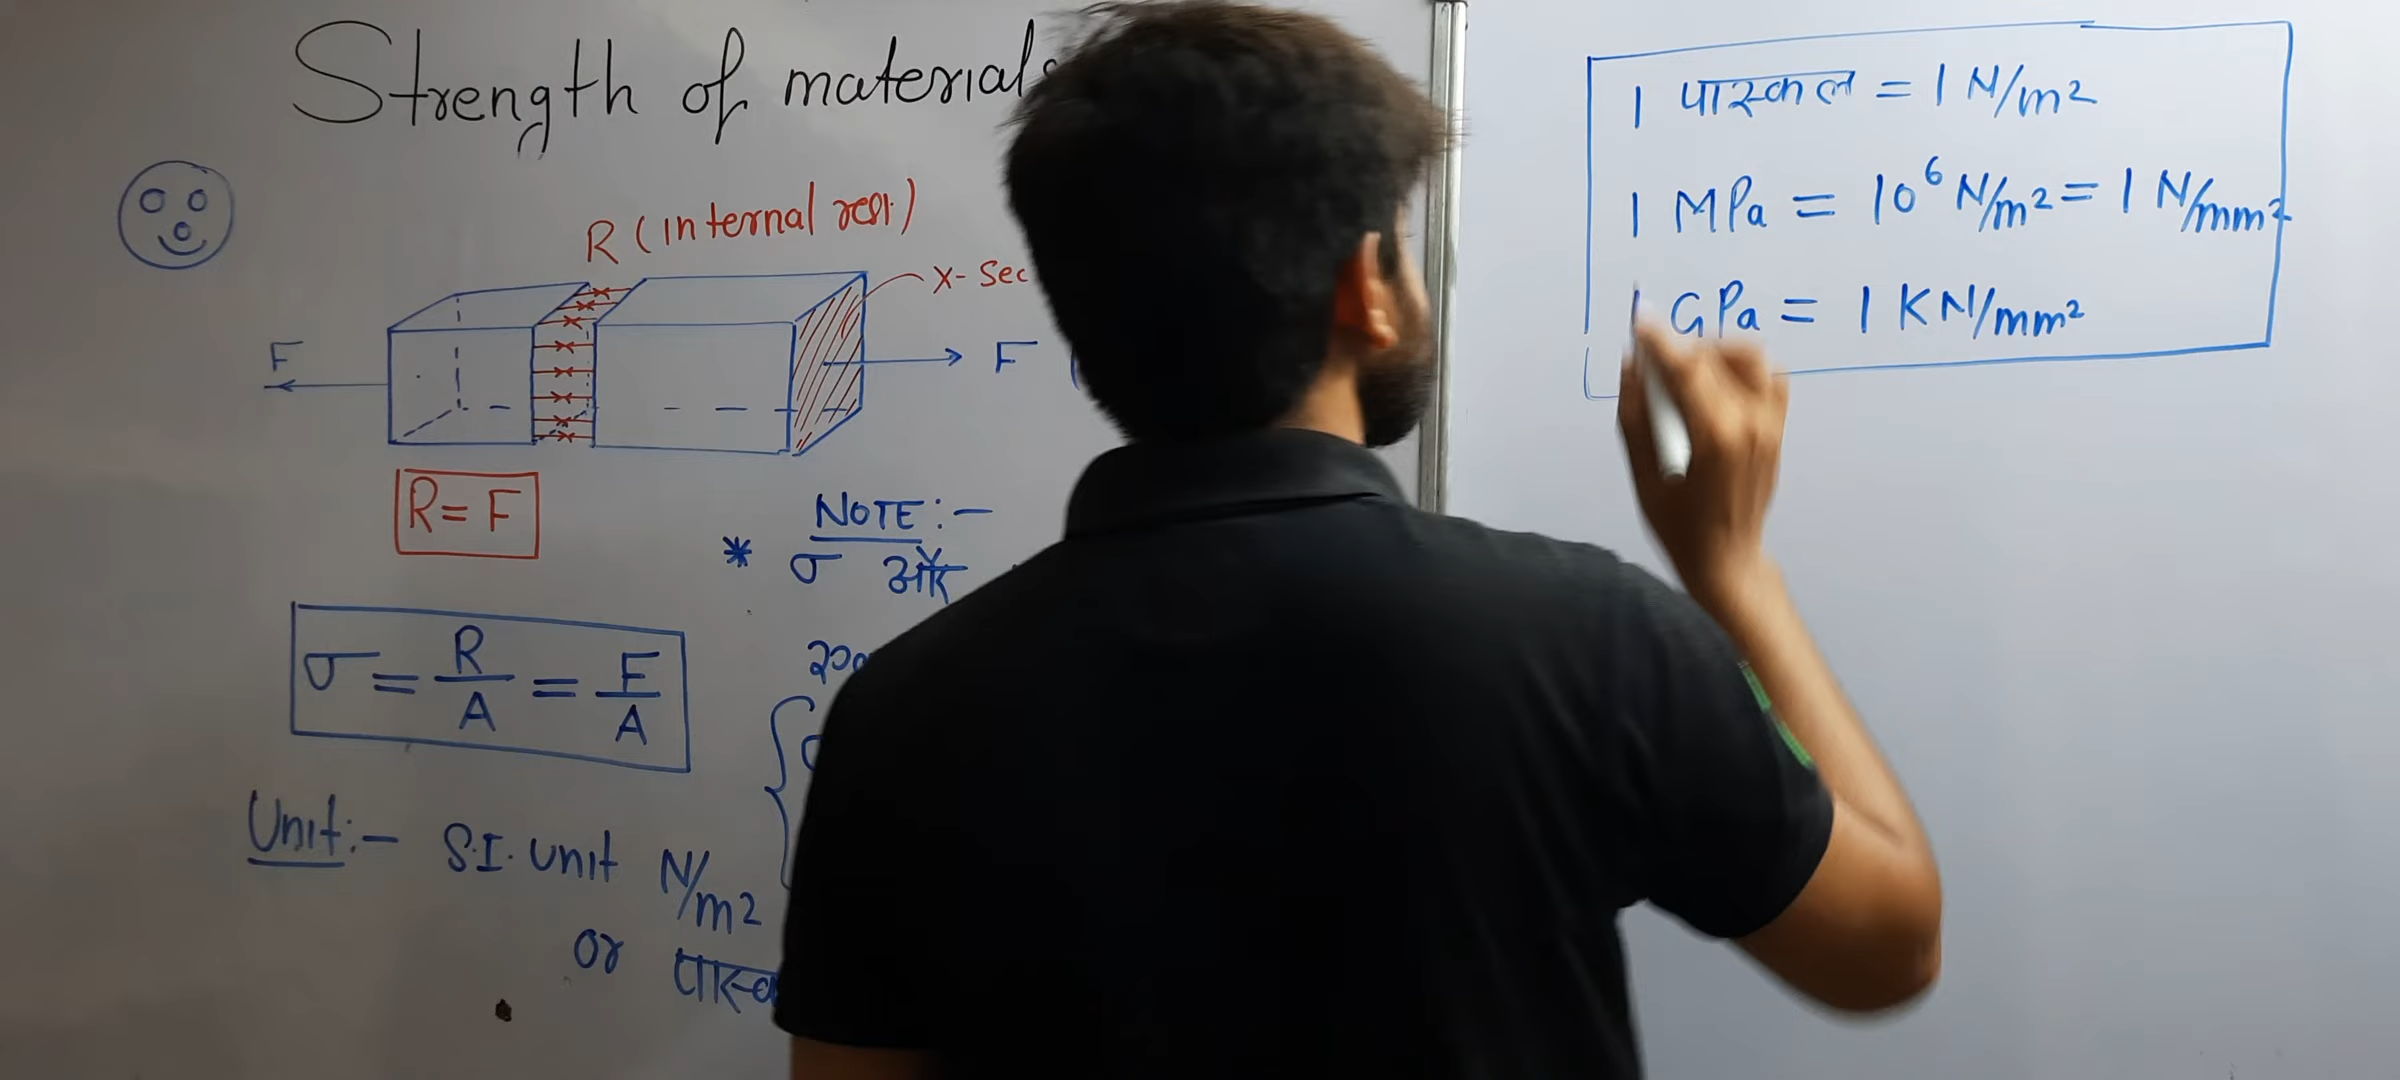 Strength of materials
R (internal resi.)
X- Sec
F
F
R = F
NOTE :-
* σ और
σ = R/A = F/A
Unit :- S.I. unit N/m²
or
1 पास्कल = 1 N/m²
1 MPa = 10⁶ N/m² = 1 N/mm²
1 GPa = 1 KN/mm²